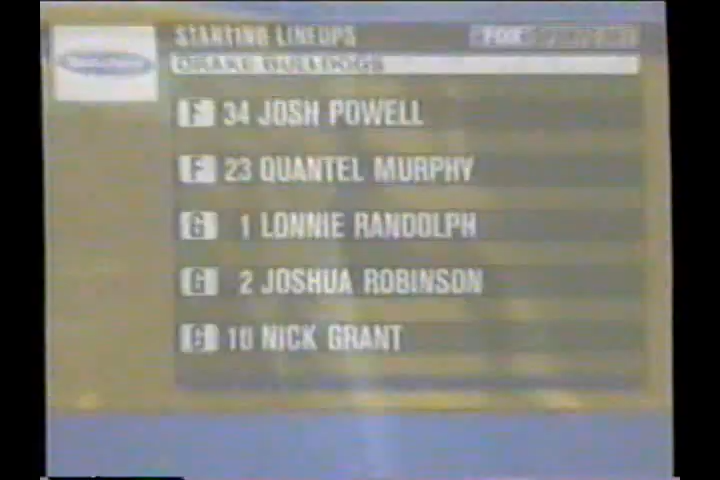 STARTING LINEUPS
FOX
DRAKE BULLDOGS
F 34 JOSH POWELL
F 23 QUANTEL MURPHY
G 1 LONNIE RANDOLPH
G 2 JOSHUA ROBINSON
G 10 NICK GRANT